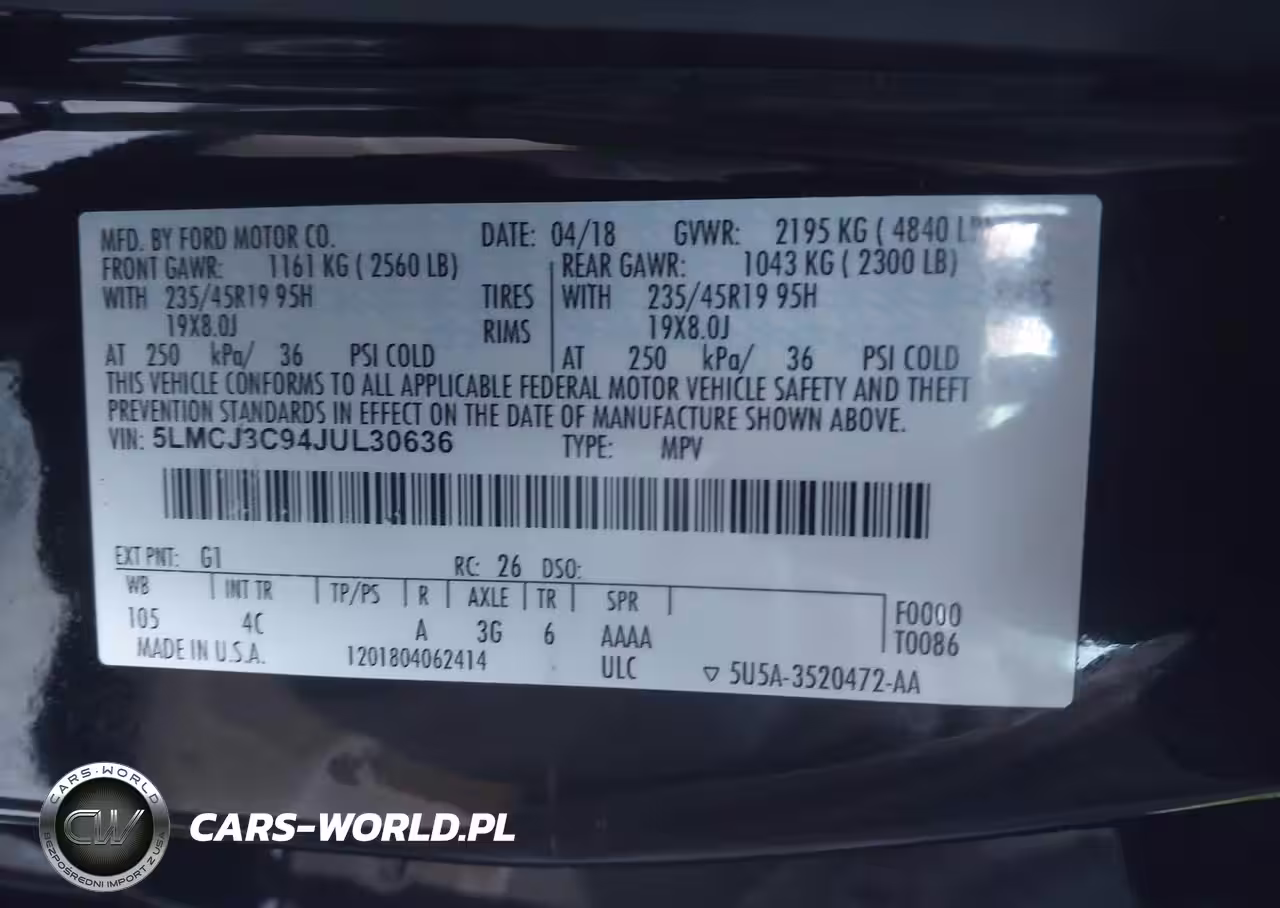 MFD. BY FORD MOTOR CO. DATE: 04/18 GVWR: 2195 KG ( 4840 LB)
FRONT GAWR: 1161 KG ( 2560 LB) REAR GAWR: 1043 KG ( 2300 LB)
WITH 235/45R19 95H TIRES WITH 235/45R19 95H TIRES
19X8.0J RIMS 19X8.0J
AT 250 kPa/ 36 PSI COLD AT 250 kPa/ 36 PSI COLD
THIS VEHICLE CONFORMS TO ALL APPLICABLE FEDERAL MOTOR VEHICLE SAFETY AND THEFT
PREVENTION STANDARDS IN EFFECT ON THE DATE OF MANUFACTURE SHOWN ABOVE.
VIN: 5LMCJ3C94JUL30636 TYPE: MPV
EXT PNT: G1 RC: 26 DSO:
WB INT TR TP/PS R AXLE TR SPR
105 4C A 3G 6 AAAA
F0000
T0086
MADE IN U.S.A. 1201804062414 ULC ▽ 5U5A-3520472-AA
CARS-WORLD
CW
BEZPOŚREDNI IMPORT Z USA
CARS-WORLD.PL